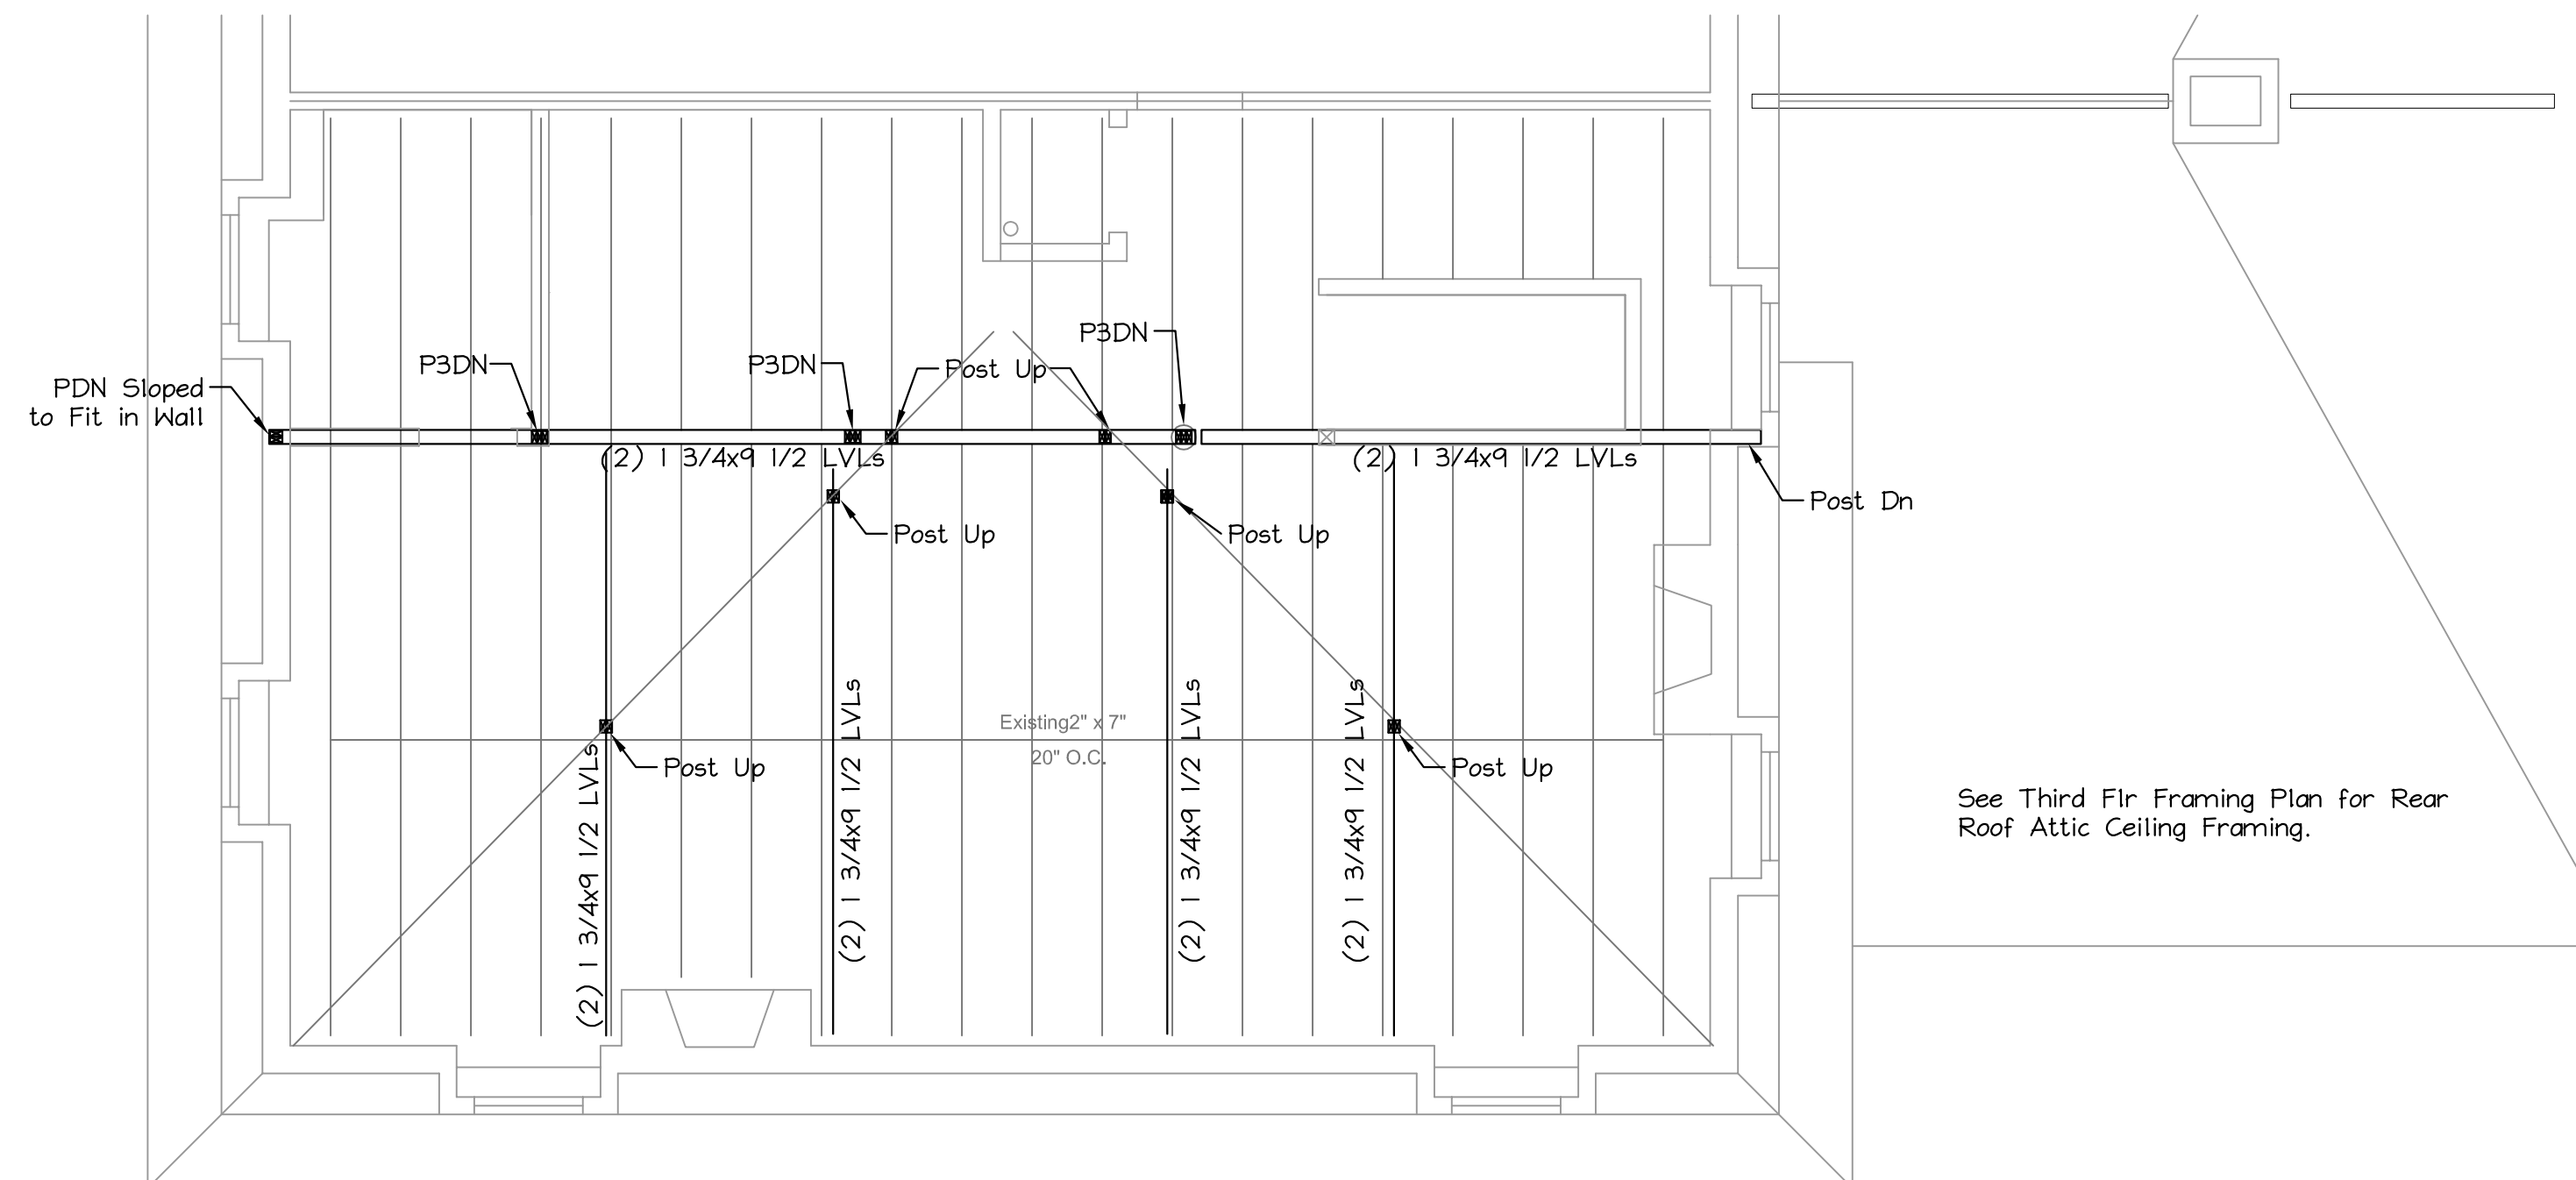 P3DN
P3DN
P3DN
Post Up
PDN Sloped
to Fit in Wall
(2) 1 3/4x9 1/2 LVLs
(2) 1 3/4x9 1/2 LVLs
Post Dn
Post Up
Post Up
(2) 1 3/4x9 1/2 LVLs
(2) 1 3/4x9 1/2 LVLs
(2) 1 3/4x9 1/2 LVLs
(2) 1 3/4x9 1/2 LVLs
Existing2" x 7"
20" O.C.
Post Up
Post Up
See Third Flr Framing Plan for Rear
Roof Attic Ceiling Framing.